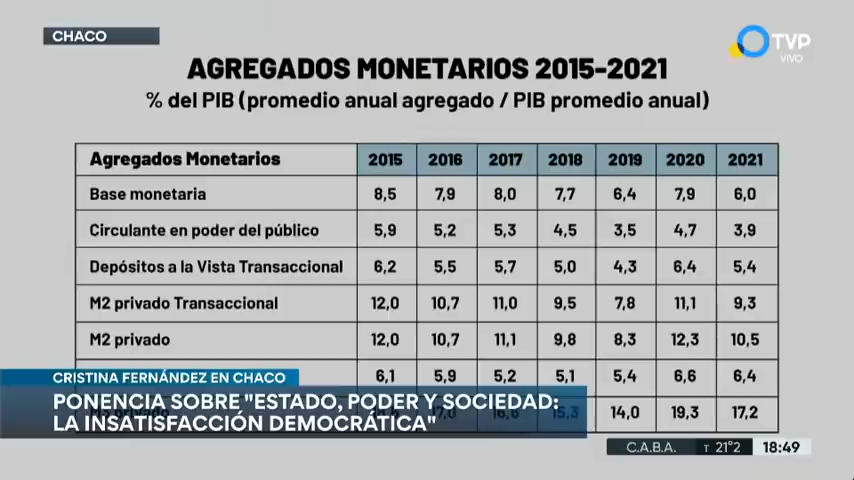 CHACO
TVP
VIVO
AGREGADOS MONETARIOS 2015-2021
% del PIB (promedio anual agregado / PIB promedio anual)
Agregados Monetarios 2015 2016 2017 2018 2019 2020 2021
Base monetaria 8,5 7,9 8,0 7,7 6,4 7,9 6,0
Circulante en poder del público 5,9 5,2 5,3 4,5 3,5 4,7 3,9
Depósitos a la Vista Transaccional 6,2 5,5 5,7 5,0 4,3 6,4 5,4
M2 privado Transaccional 12,0 10,7 11,0 9,5 7,8 11,1 9,3
M2 privado 12,0 10,7 11,1 9,8 8,3 12,3 10,5
6,1 5,9 5,2 5,1 5,4 6,6 6,4
M3 privado 17,0 15,3 14,0 19,3 17,2
CRISTINA FERNÁNDEZ EN CHACO
PONENCIA SOBRE "ESTADO, PODER Y SOCIEDAD:
LA INSATISFACCIÓN DEMOCRÁTICA"
C.A.B.A. T 21°2 18:49